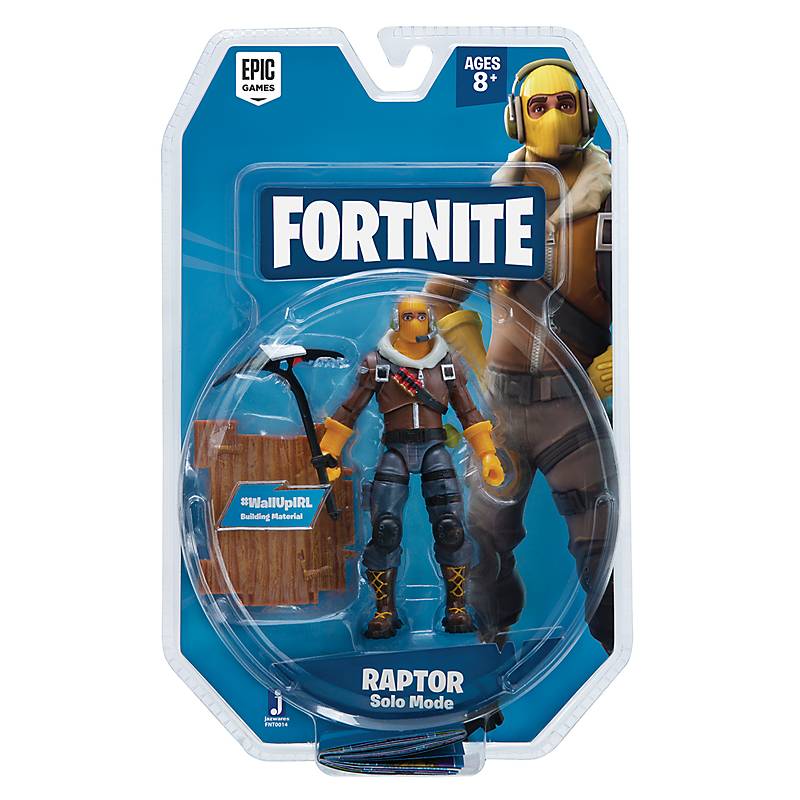 EPIC
GAMES
AGES
8+
FORTNITE
#WallUpIRL
Building Material
RAPTOR
Solo Mode
jazwares
FNT0014